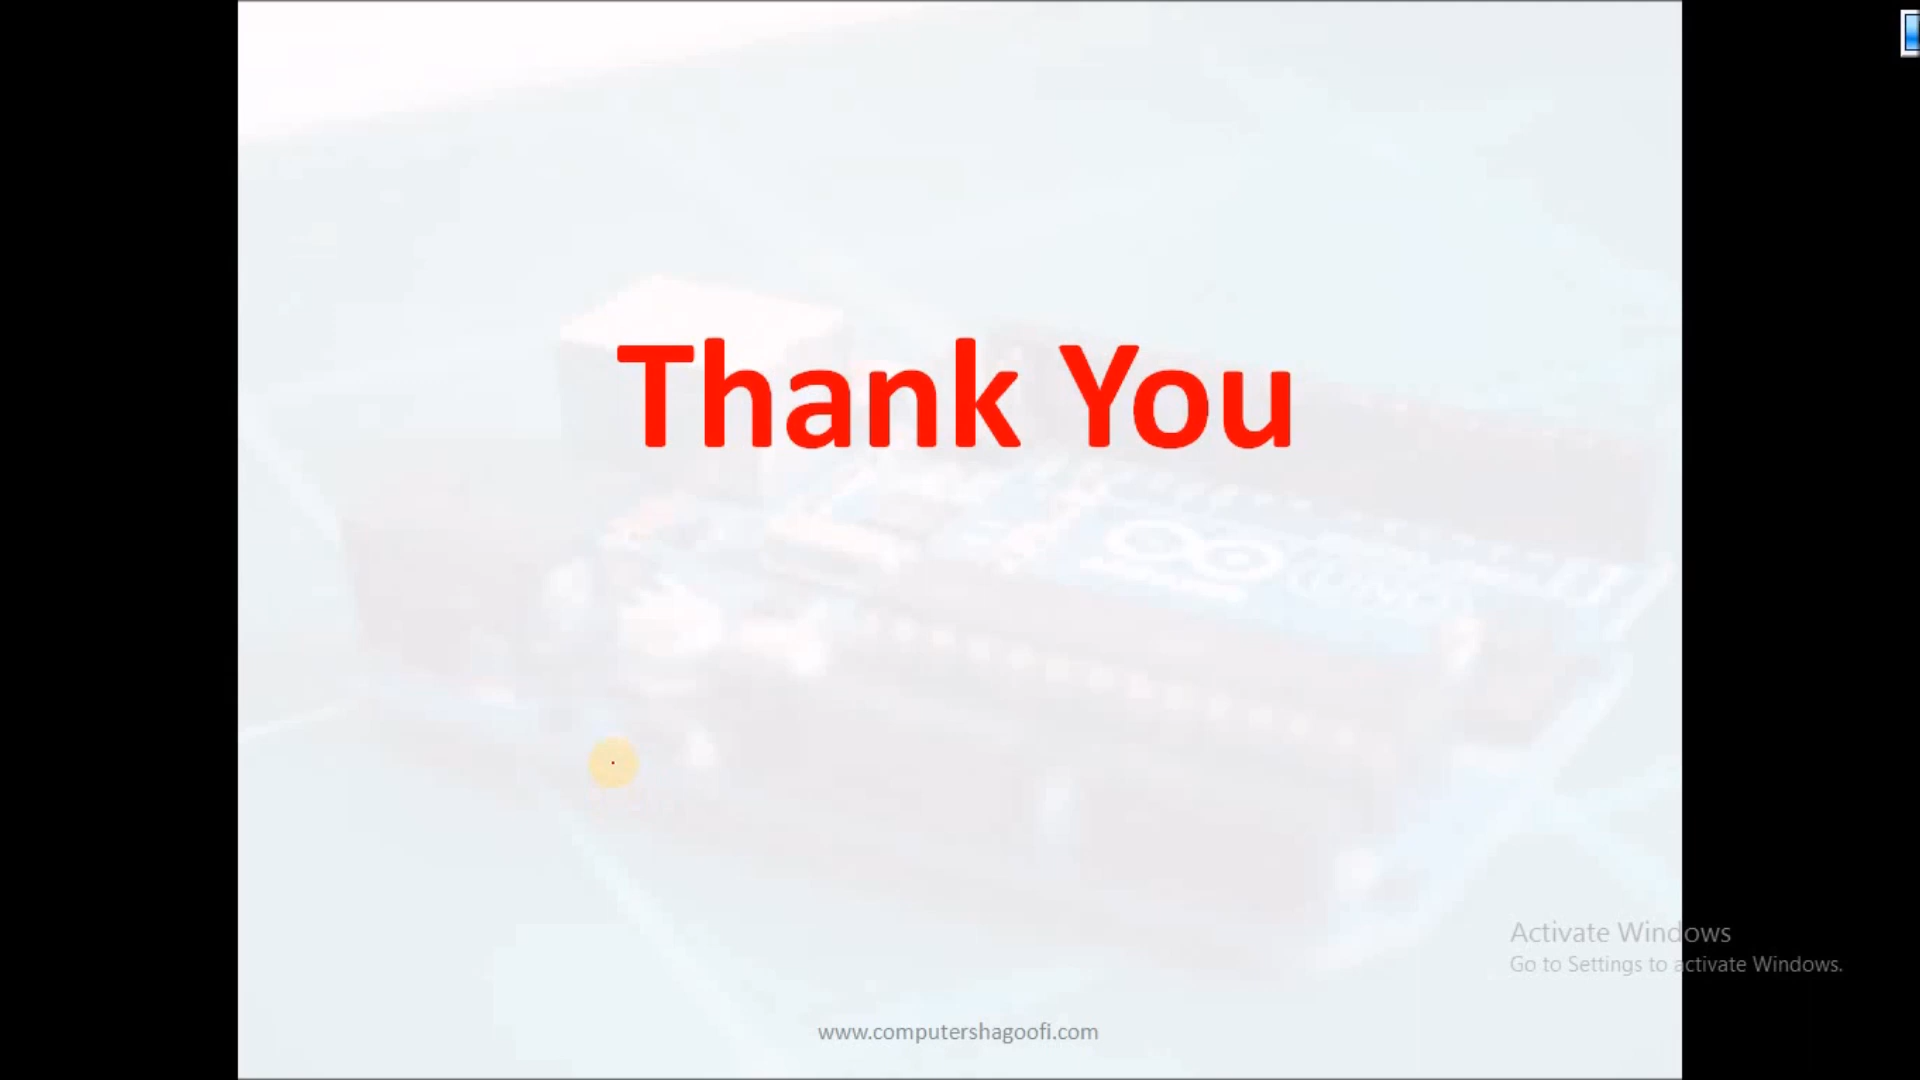 Thank You
Activate Windows
Go to Settings to activate Windows.
www.computershagoofi.com